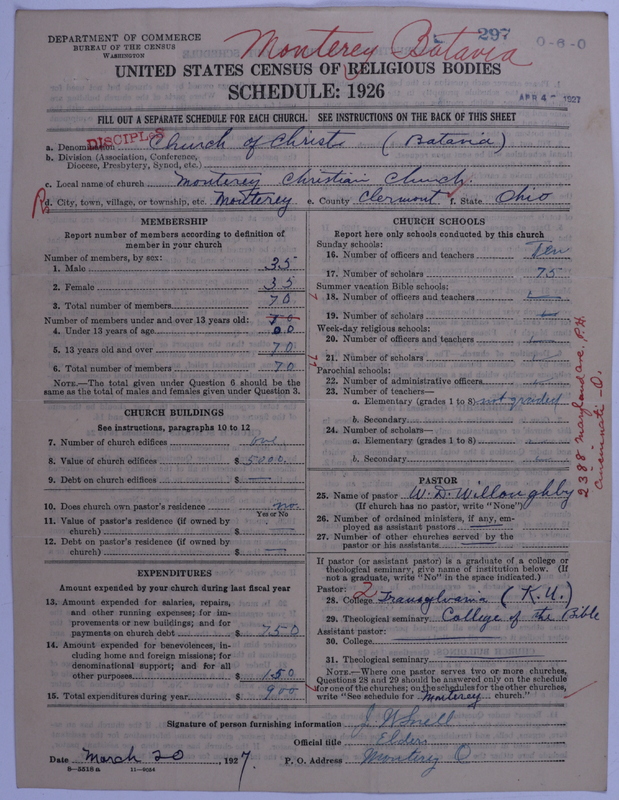 DEPARTMENT OF COMMERCE
BUREAU OF THE CENSUS
WASHINGTON
Monterey Batavia
297
0-6-0
UNITED STATES CENSUS OF RELIGIOUS BODIES
SCHEDULE: 1926
APR 4 1927
FILL OUT A SEPARATE SCHEDULE FOR EACH CHURCH. SEE INSTRUCTIONS ON THE BACK OF THIS SHEET
DISCIPLES
a. Denomination Church of Christ (Batavia)
b. Division (Association, Conference,
Diocese, Presbytery, Synod, etc.)
c. Local name of church Monterey Christian Church.
d. City, town, village, or township, etc. Monterey e. County Clermont f. State Ohio
MEMBERSHIP
Report number of members according to definition of
member in your church
Number of members, by sex:
1. Male 35
2. Female 35
3. Total number of members 70
Number of members under and over 13 years old: 70
4. Under 13 years of age 00
5. 13 years old and over 70
6. Total number of members 70
NOTE.—The total given under Question 6 should be
same as the total of males and females given under Question 3.
CHURCH BUILDINGS
See instructions, paragraphs 10 to 12
7. Number of church edifices one
8. Value of church edifices $ 5000.
9. Debt on church edifices $ —
10. Does church own pastor's residence no.
Yes or No
11. Value of pastor's residence (if owned by
church) $ —
12. Debt on pastor's residence (if owned by
church) $ —
EXPENDITURES
Amount expended by your church during last fiscal year
13. Amount expended for salaries, repairs,
and other running expenses; for im-
provements or new buildings; and for
payments on church debt $ 750
14. Amount expended for benevolences, in-
cluding home and foreign missions; for
denominational support; and for all
other purposes $ 150
15. Total expenditures during year $ 900
CHURCH SCHOOLS
Report here only schools conducted by this church
Sunday schools:
16. Number of officers and teachers Ten
17. Number of scholars 75
Summer vacation Bible schools:
18. Number of officers and teachers —
19. Number of scholars —
Week-day religious schools:
20. Number of officers and teachers —
21. Number of scholars —
Parochial schools:
22. Number of administrative officers —
23. Number of teachers—
a. Elementary (grades 1 to 8) not graded
b. Secondary
24. Number of scholars—
a. Elementary (grades 1 to 8)
b. Secondary
2388 Maryland ave, P.H.
Cincinnati -O.
PASTOR
25. Name of pastor W. D. Willoughby
(If church has no pastor, write "None")
26. Number of ordained ministers, if any, em-
ployed as assistant pastors —
27. Number of other churches served by the
pastor or his assistants —
If pastor (or assistant pastor) is a graduate of a college or
theological seminary, give name of institution below. (If
not a graduate, write "No" in the space indicated.)
Pastor:
28. College 2 Transylvania (K.U.)
29. Theological seminary College of the Bible
Assistant pastor:
30. College
31. Theological seminary
NOTE.—Where one pastor serves two or more churches,
Questions 28 and 29 should be answered only on the schedule
for one of the churches; on the schedules for the other churches,
write "See schedule for Monterey church."
Signature of person furnishing information J W Snell
Official title Elder
Date March 20, 1927. P. O. Address Monterey O
8—5518 a 11—9054